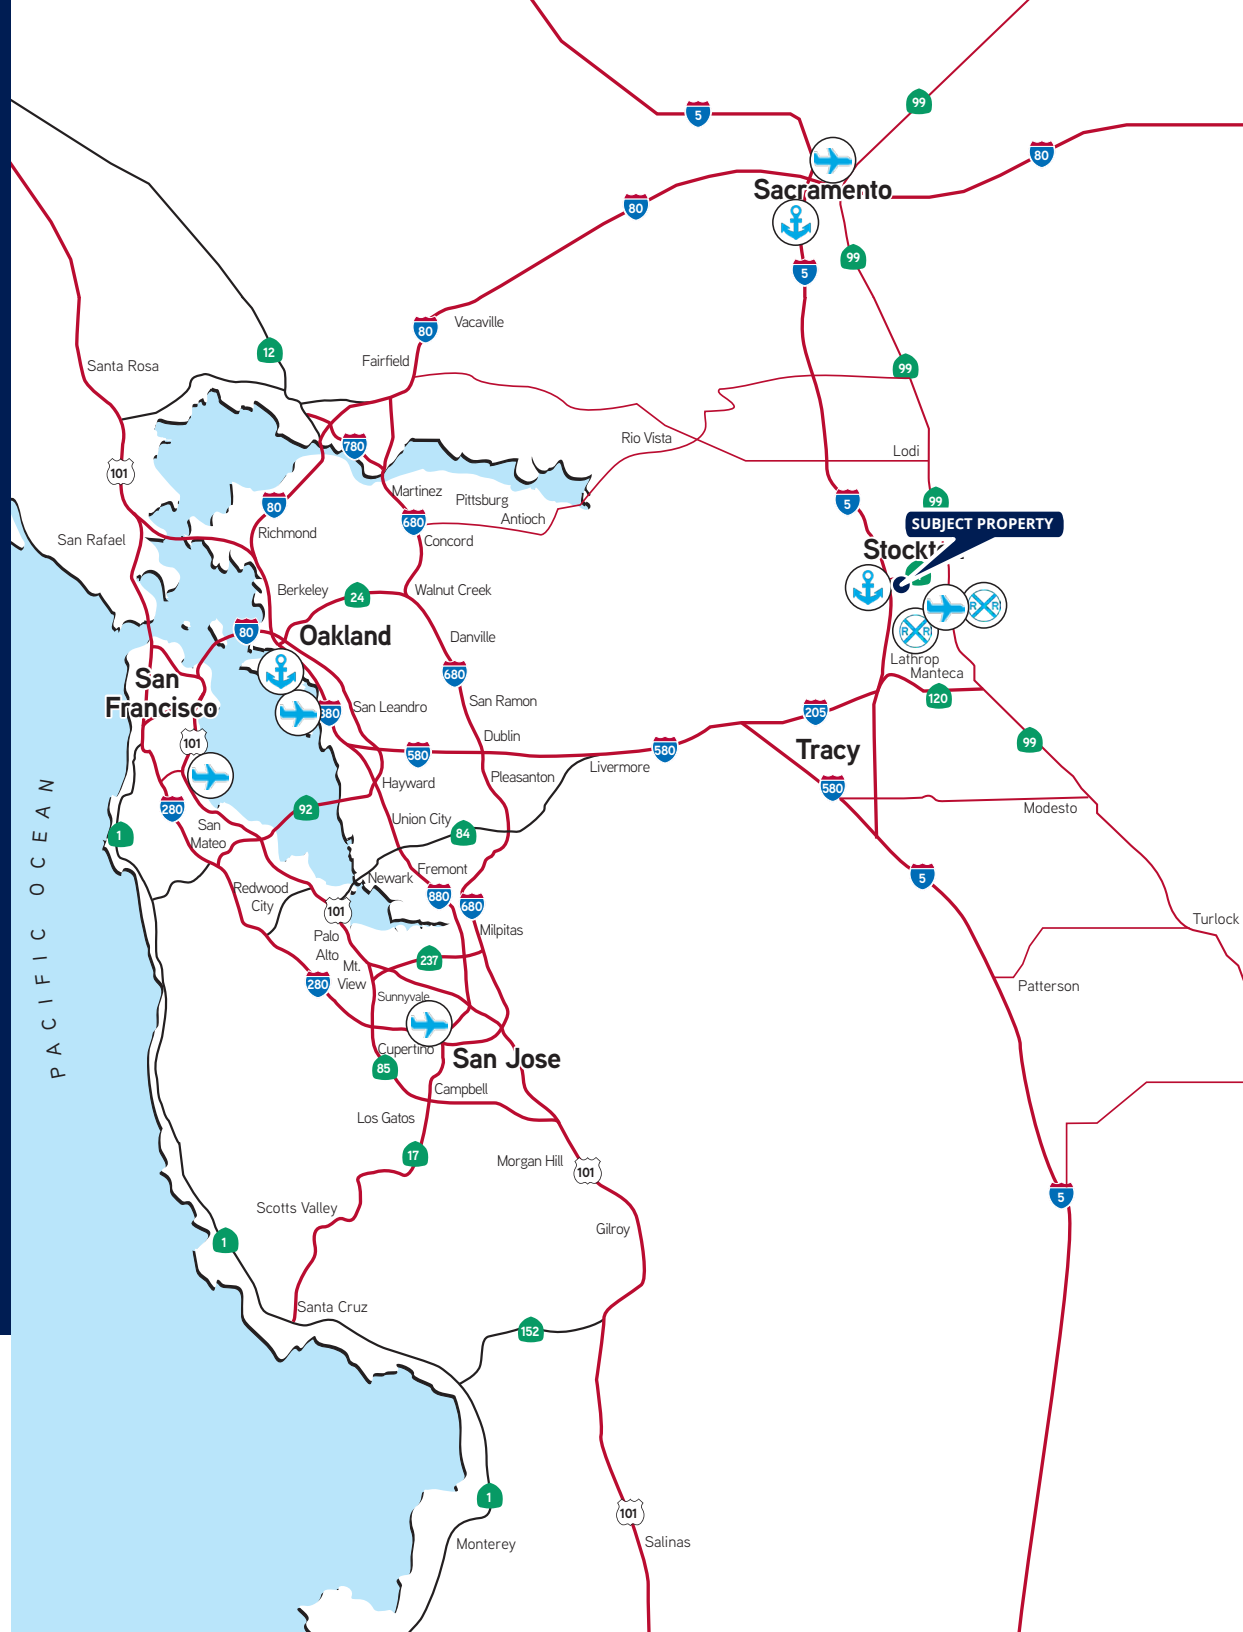 5
99
80
Sacramento
80
99
5
80
Vacaville
12
Fairfield
Santa Rosa
99
Rio Vista
780
Lodi
101
Martinez
Pittsburg
80
99
5
Antioch
680
SUBJECT PROPERTY
Richmond
San Rafael
Concord
Berkeley
24
Walnut Creek
R R
80
Oakland
Danville
R R
Lathrop
680
Manteca
San
Francisco
120
San Ramon
San Leandro
205
Dublin
101
580
580
99
Tracy
Livermore
Pleasanton
Hayward
580
280
92
Modesto
Union City
1
San
Mateo
84
Fremont
Newark
5
Redwood
City
880
680
101
Turlock
Milpitas
Palo
Alto
237
Mt.
View
280
Patterson
Sunnyvale
PACIFIC OCEAN
Cupertino
San Jose
85
Campbell
Los Gatos
17
Morgan Hill
101
5
Scotts Valley
Gilroy
1
Santa Cruz
152
1
101
Monterey
Salinas